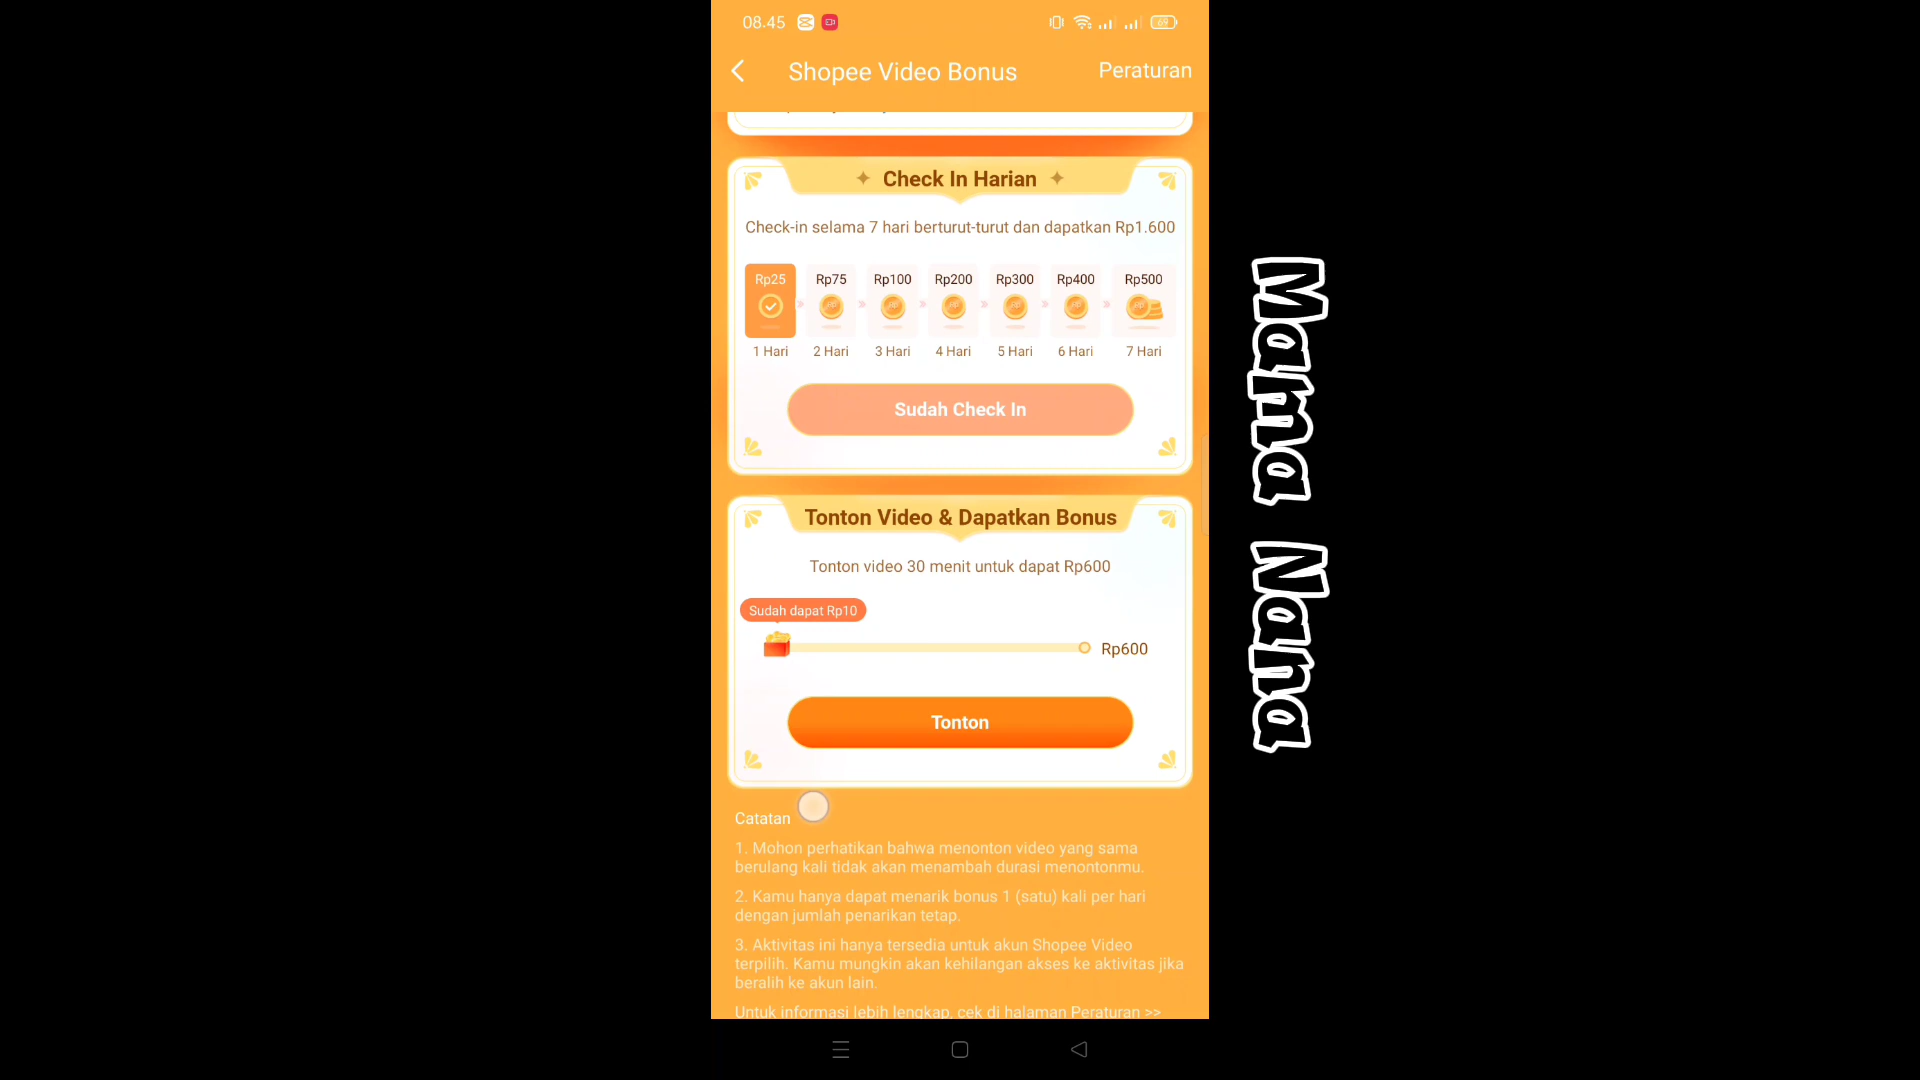 08.45
69
Shopee Video Bonus
Peraturan
Check In Harian
Check-in selama 7 hari berturut-turut dan dapatkan Rp1.600
Rp25 Rp75 Rp100 Rp200 Rp300 Rp400 Rp500
1 Hari 2 Hari 3 Hari 4 Hari 5 Hari 6 Hari 7 Hari
Sudah Check In
Tonton Video & Dapatkan Bonus
Tonton video 30 menit untuk dapat Rp600
Sudah dapat Rp10
Rp600
Tonton
Catatan
1. Mohon perhatikan bahwa menonton video yang sama
berulang kali tidak akan menambah durasi menontonmu.
2. Kamu hanya dapat menarik bonus 1 (satu) kali per hari
dengan jumlah penarikan tetap.
3. Aktivitas ini hanya tersedia untuk akun Shopee Video
terpilih. Kamu mungkin akan kehilangan akses ke aktivitas jika
beralih ke akun lain.
Untuk informasi lebih lengkap, cek di halaman Peraturan >>
Mama Nana